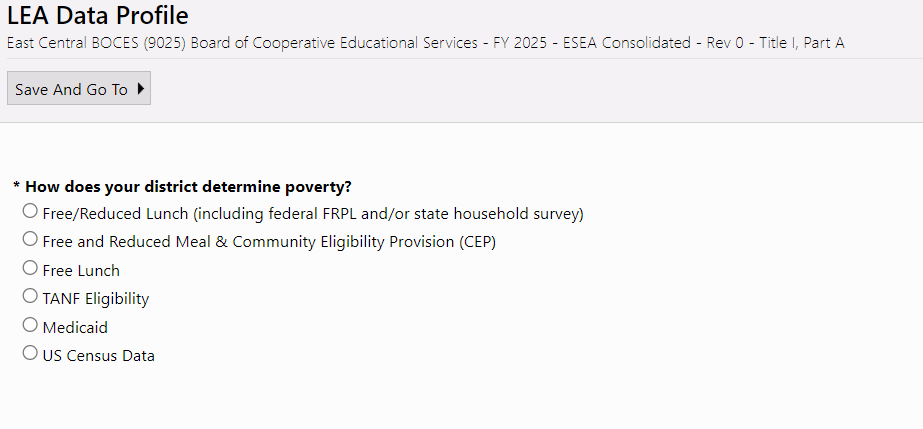 LEA Data Profile
East Central BOCES (9025) Board of Cooperative Educational Services - FY 2025 - ESEA Consolidated - Rev 0 - Title I, Part A
Save And Go To
* How does your district determine poverty?
Free/Reduced Lunch (including federal FRPL and/or state household survey)
Free and Reduced Meal & Community Eligibility Provision (CEP)
Free Lunch
TANF Eligibility
Medicaid
US Census Data